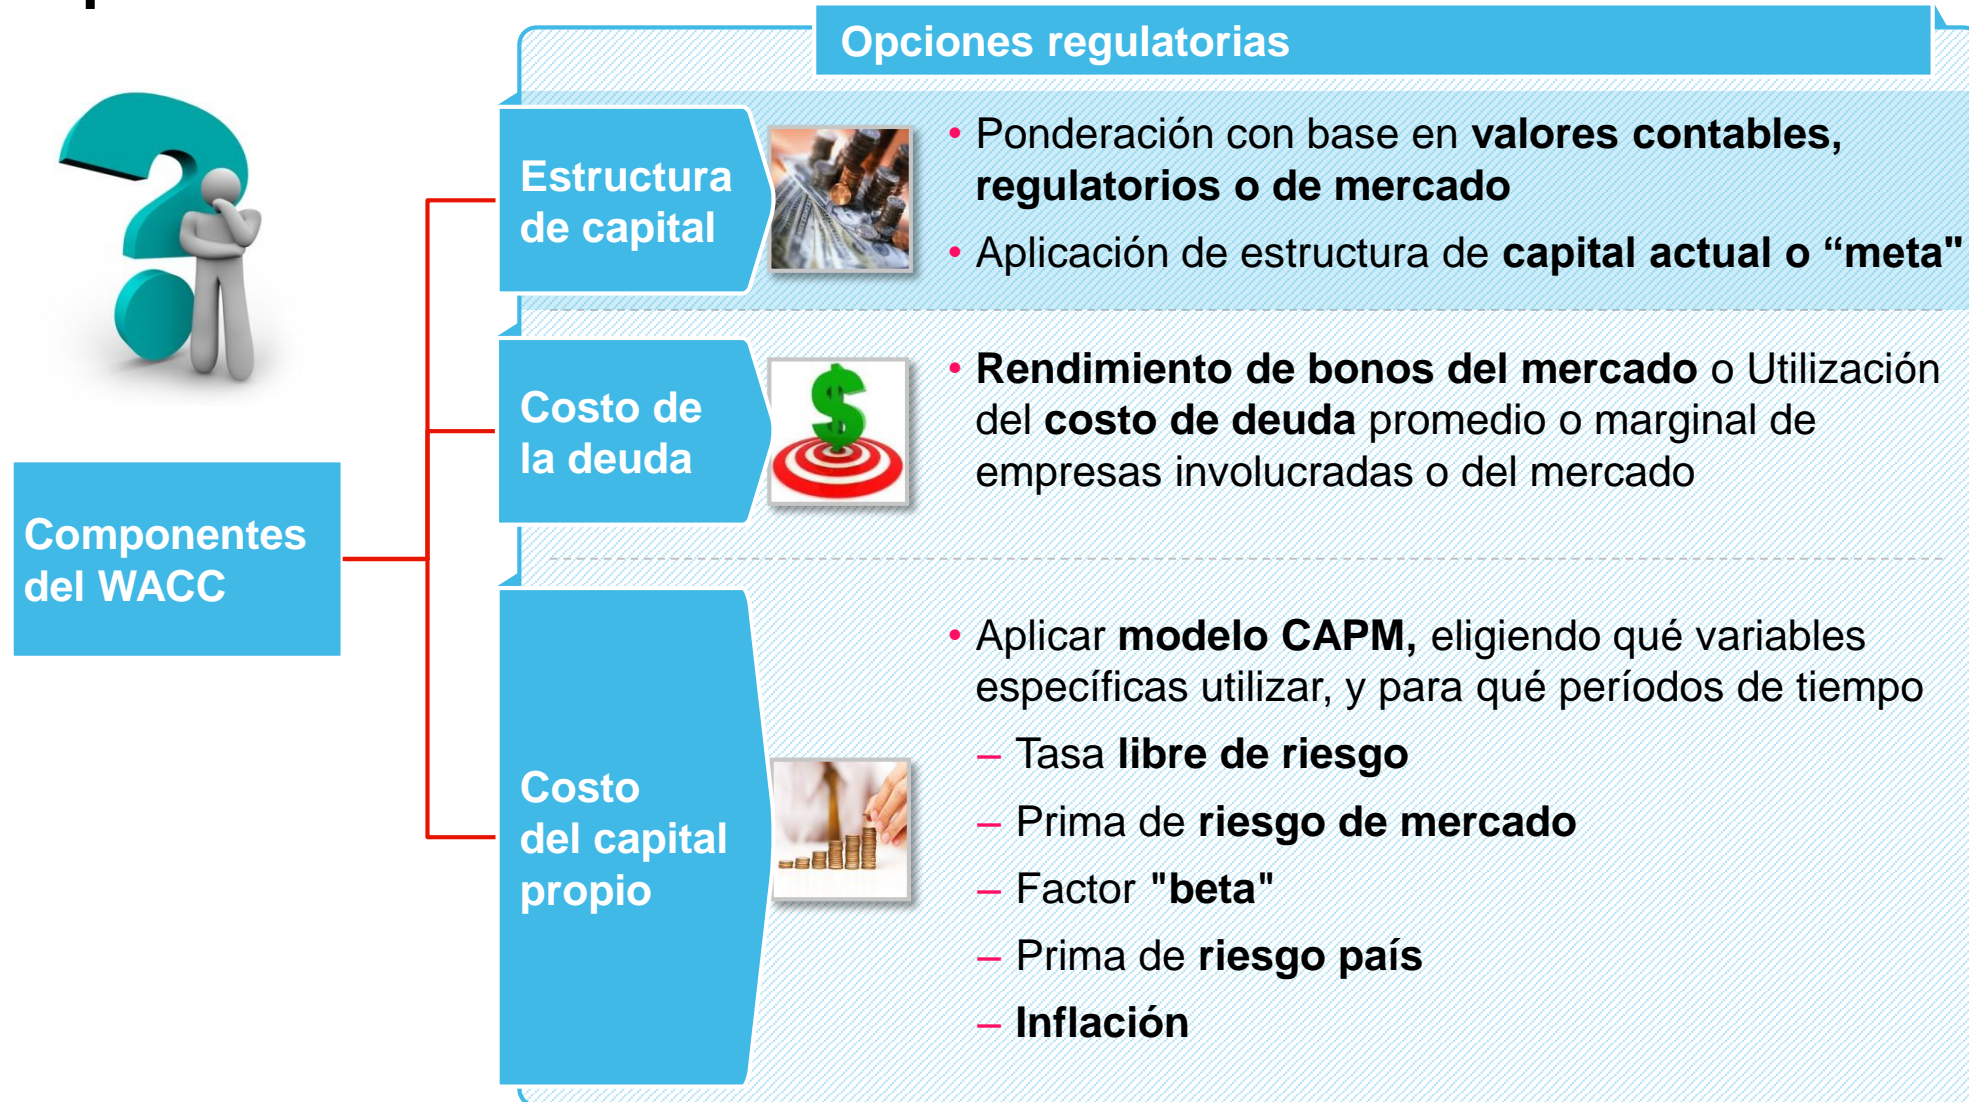 Opciones regulatorias
Componentes
del WACC
Estructura
de capital
• Ponderación con base en valores contables,
regulatorios o de mercado
• Aplicación de estructura de capital actual o “meta"
Costo de
la deuda
• Rendimiento de bonos del mercado o Utilización
del costo de deuda promedio o marginal de
empresas involucradas o del mercado
Costo
del capital
propio
• Aplicar modelo CAPM, eligiendo qué variables
específicas utilizar, y para qué períodos de tiempo
– Tasa libre de riesgo
– Prima de riesgo de mercado
– Factor "beta"
– Prima de riesgo país
– Inflación